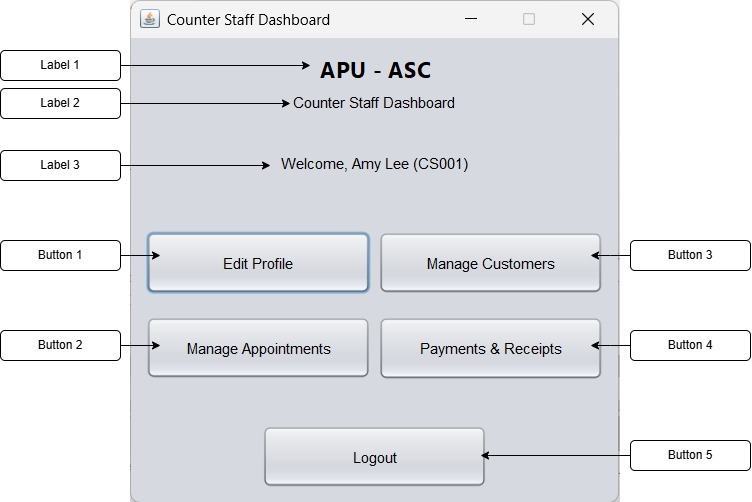 Counter Staff Dashboard
Label 1
APU - ASC
Label 2
Counter Staff Dashboard
Label 3
Welcome, Amy Lee (CS001)
Button 1
Edit Profile
Manage Customers
Button 3
Button 2
Manage Appointments
Payments & Receipts
Button 4
Logout
Button 5